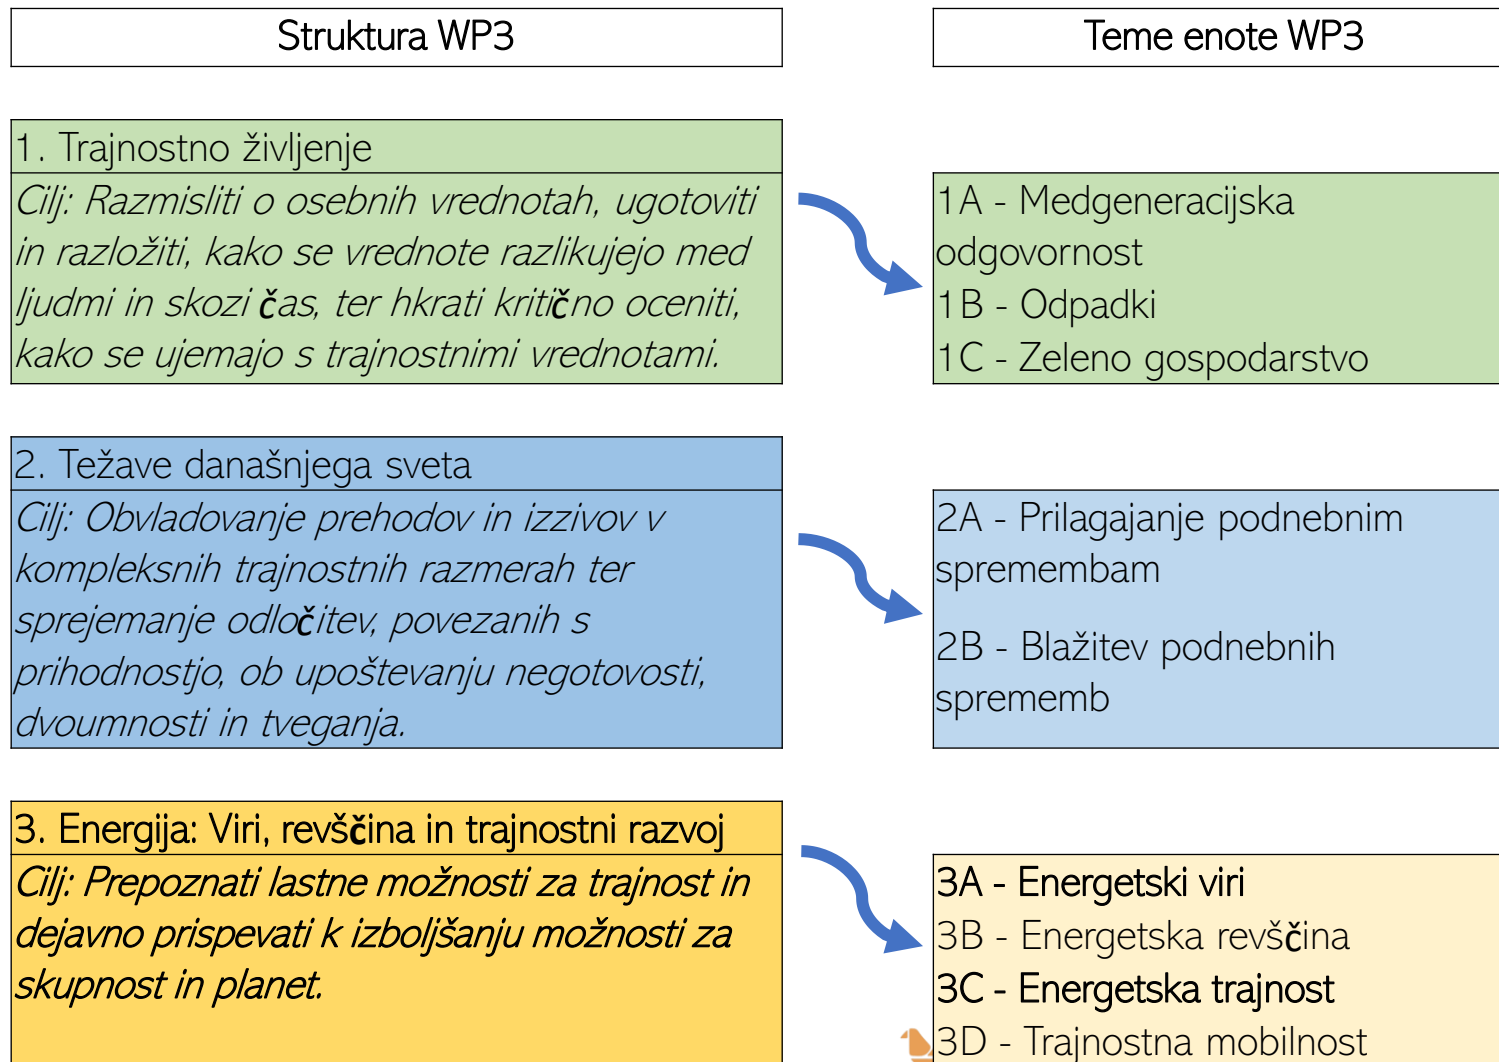 Struktura WP3
Teme enote WP3
1. Trajnostno življenje
Cilj: Razmisliti o osebnih vrednotah, ugotoviti
in razložiti, kako se vrednote razlikujejo med
ljudmi in skozi čas, ter hkrati kritično oceniti,
kako se ujemajo s trajnostnimi vrednotami.
1A - Medgeneracijska
odgovornost
1B - Odpadki
1C - Zeleno gospodarstvo
2. Težave današnjega sveta
Cilj: Obvladovanje prehodov in izzivov v
kompleksnih trajnostnih razmerah ter
sprejemanje odločitev, povezanih s
prihodnostjo, ob upoštevanju negotovosti,
dvoumnosti in tveganja.
2A - Prilagajanje podnebnim
spremembam
2B - Blažitev podnebnih
sprememb
3. Energija: Viri, revščina in trajnostni razvoj
Cilj: Prepoznati lastne možnosti za trajnost in
dejavno prispevati k izboljšanju možnosti za
skupnost in planet.
3A - Energetski viri
3B - Energetska revščina
3C - Energetska trajnost
3D - Trajnostna mobilnost